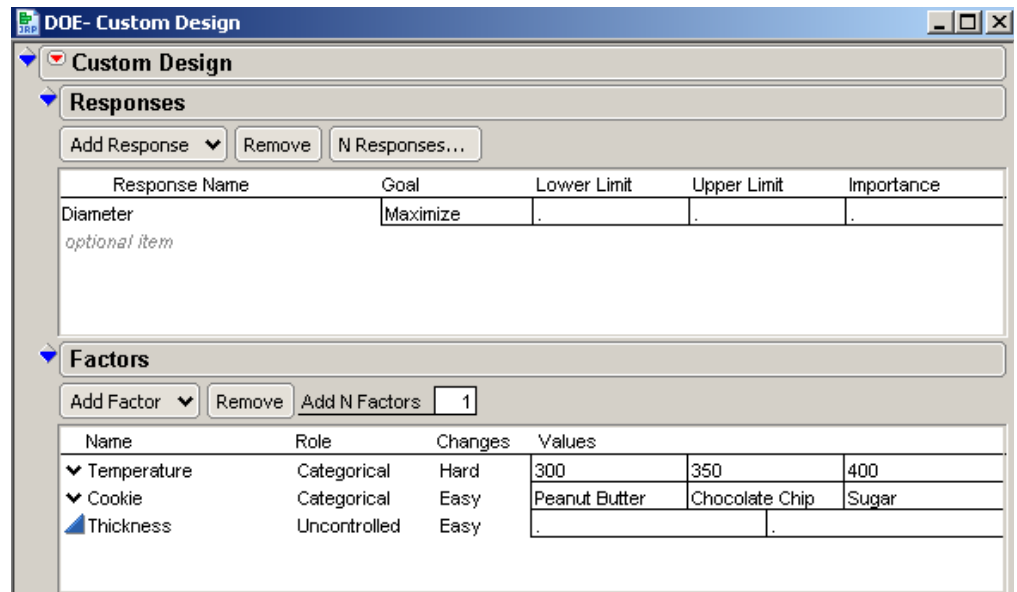 DOE- Custom Design
Custom Design
Responses
Add Response Remove N Responses...
Response Name Goal Lower Limit Upper Limit Importance
Diameter Maximize . . .
optional item
Factors
Add Factor Remove Add N Factors 1
Name Role Changes Values
Temperature Categorical Hard 300 350 400
Cookie Categorical Easy Peanut Butter Chocolate Chip Sugar
Thickness Uncontrolled Easy . .